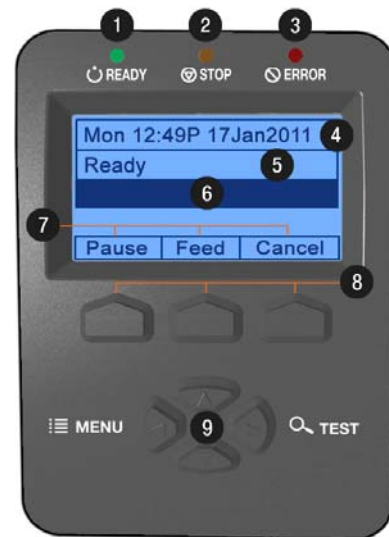 1 2 3
READY STOP ERROR
Mon 12:49P 17Jan2011 4
Ready 5
6
7
Pause Feed Cancel
8
MENU 9 TEST